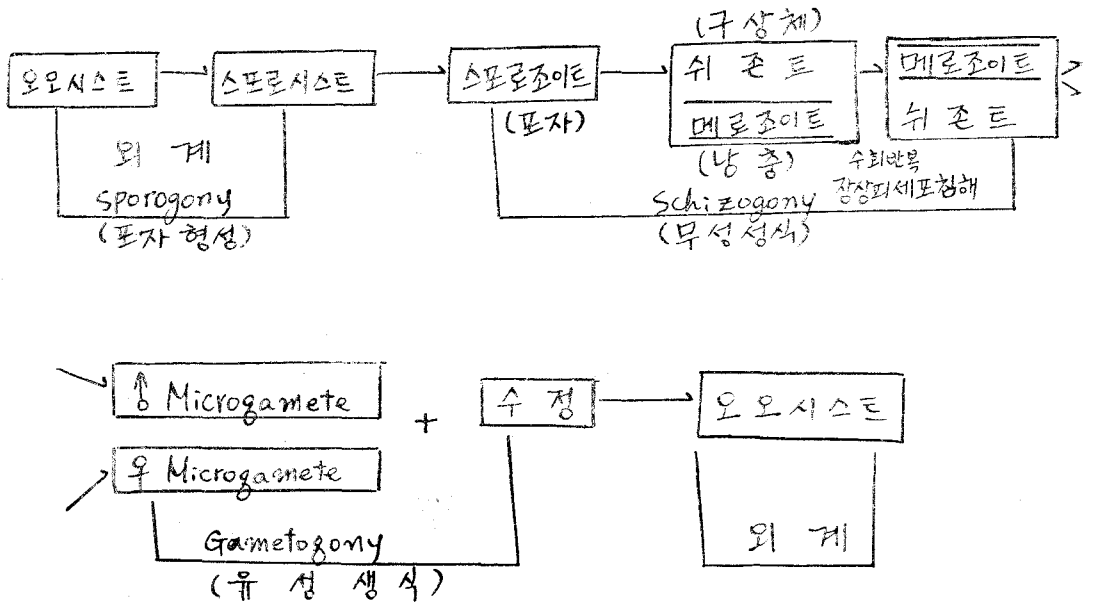 (구상체)
오오시스트 스포로시스트 스포로조이트 쉬존트 메로조이트
(포자) 메로조이트 쉬존트
외계 (낭충) 수회반복
sporogony Schizogony 장상피세포침해
(포자형성) (무성성식)
♂ Microgamete + 수정 오오시스트
♀ Microgamete
Gametogony 외계
(유성생식)